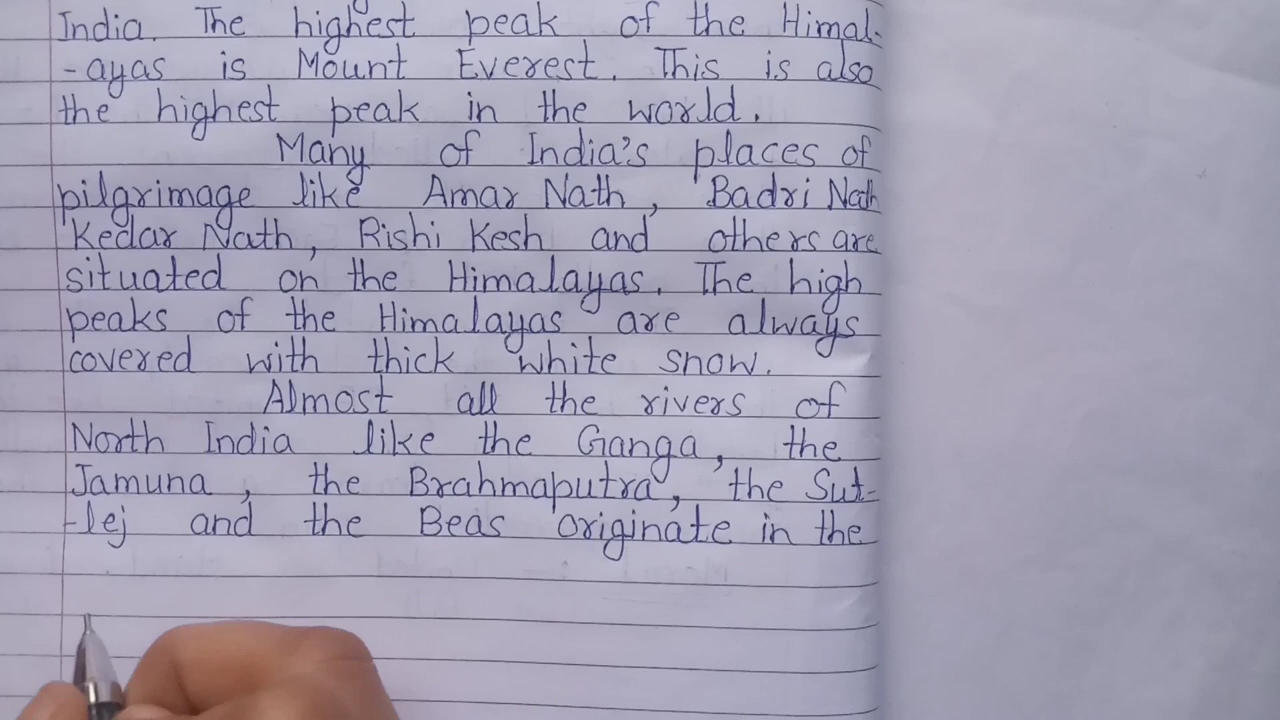 India. The highest peak of the Himal-
-ayas is Mount Everest. This is also
the highest peak in the world.
Many of India's places of
pilgrimage like Amar Nath, Badri Nath
Kedar Nath, Rishi Kesh and others are
situated on the Himalayas. The high
peaks of the Himalayas are always
covered with thick white snow.
Almost all the rivers of
North India like the Ganga, the
Jamuna, the Brahmaputra, the Sut-
-lej and the Beas originate in the